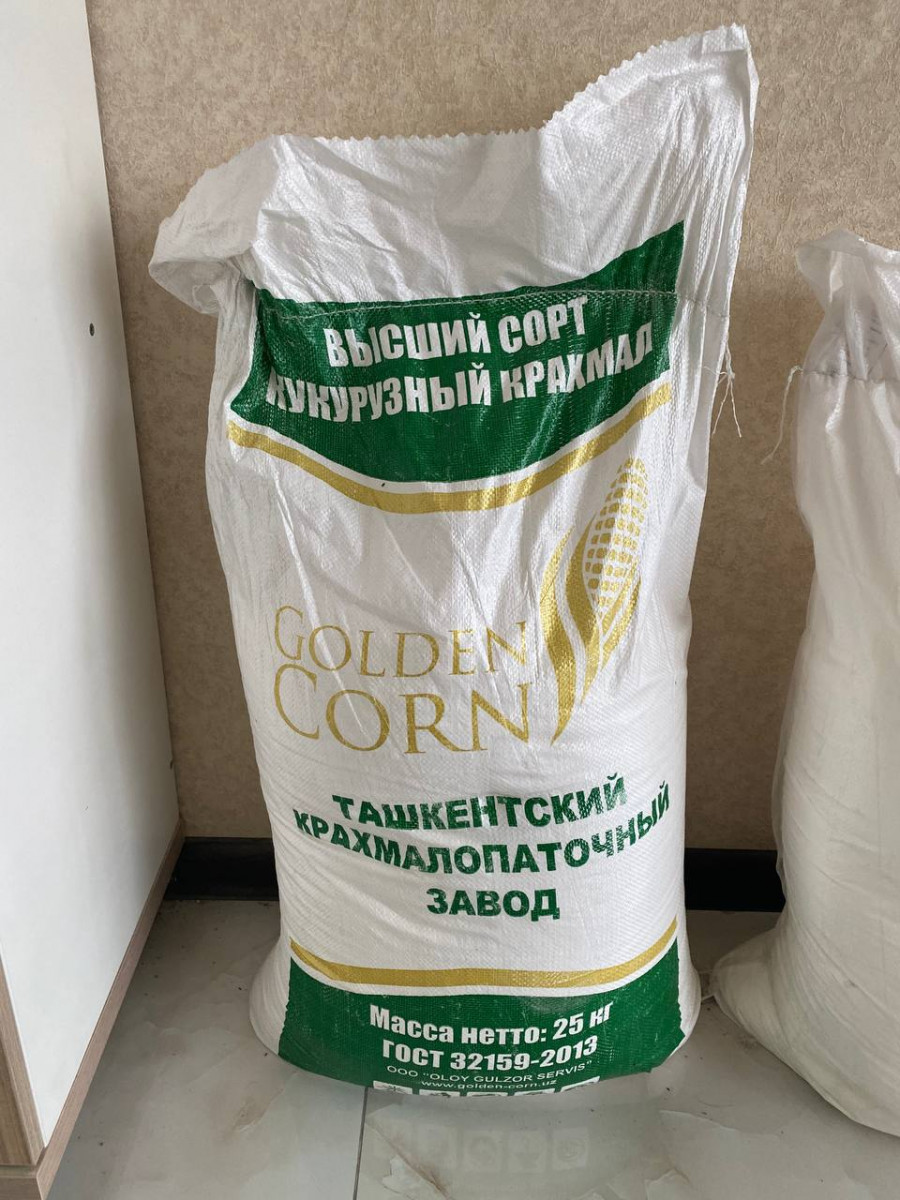 ВЫСШИЙ СОРТ
КУКУРУЗНЫЙ КРАХМАЛ
GOLDEN
CORN
ТАШКЕНТСКИЙ
КРАХМАЛОПАТОЧНЫЙ
ЗАВОД
Масса нетто: 25 кг
ГОСТ 32159-2013
ООО "OLOY GULZOR SERVIS"
www.golden-corn.uz